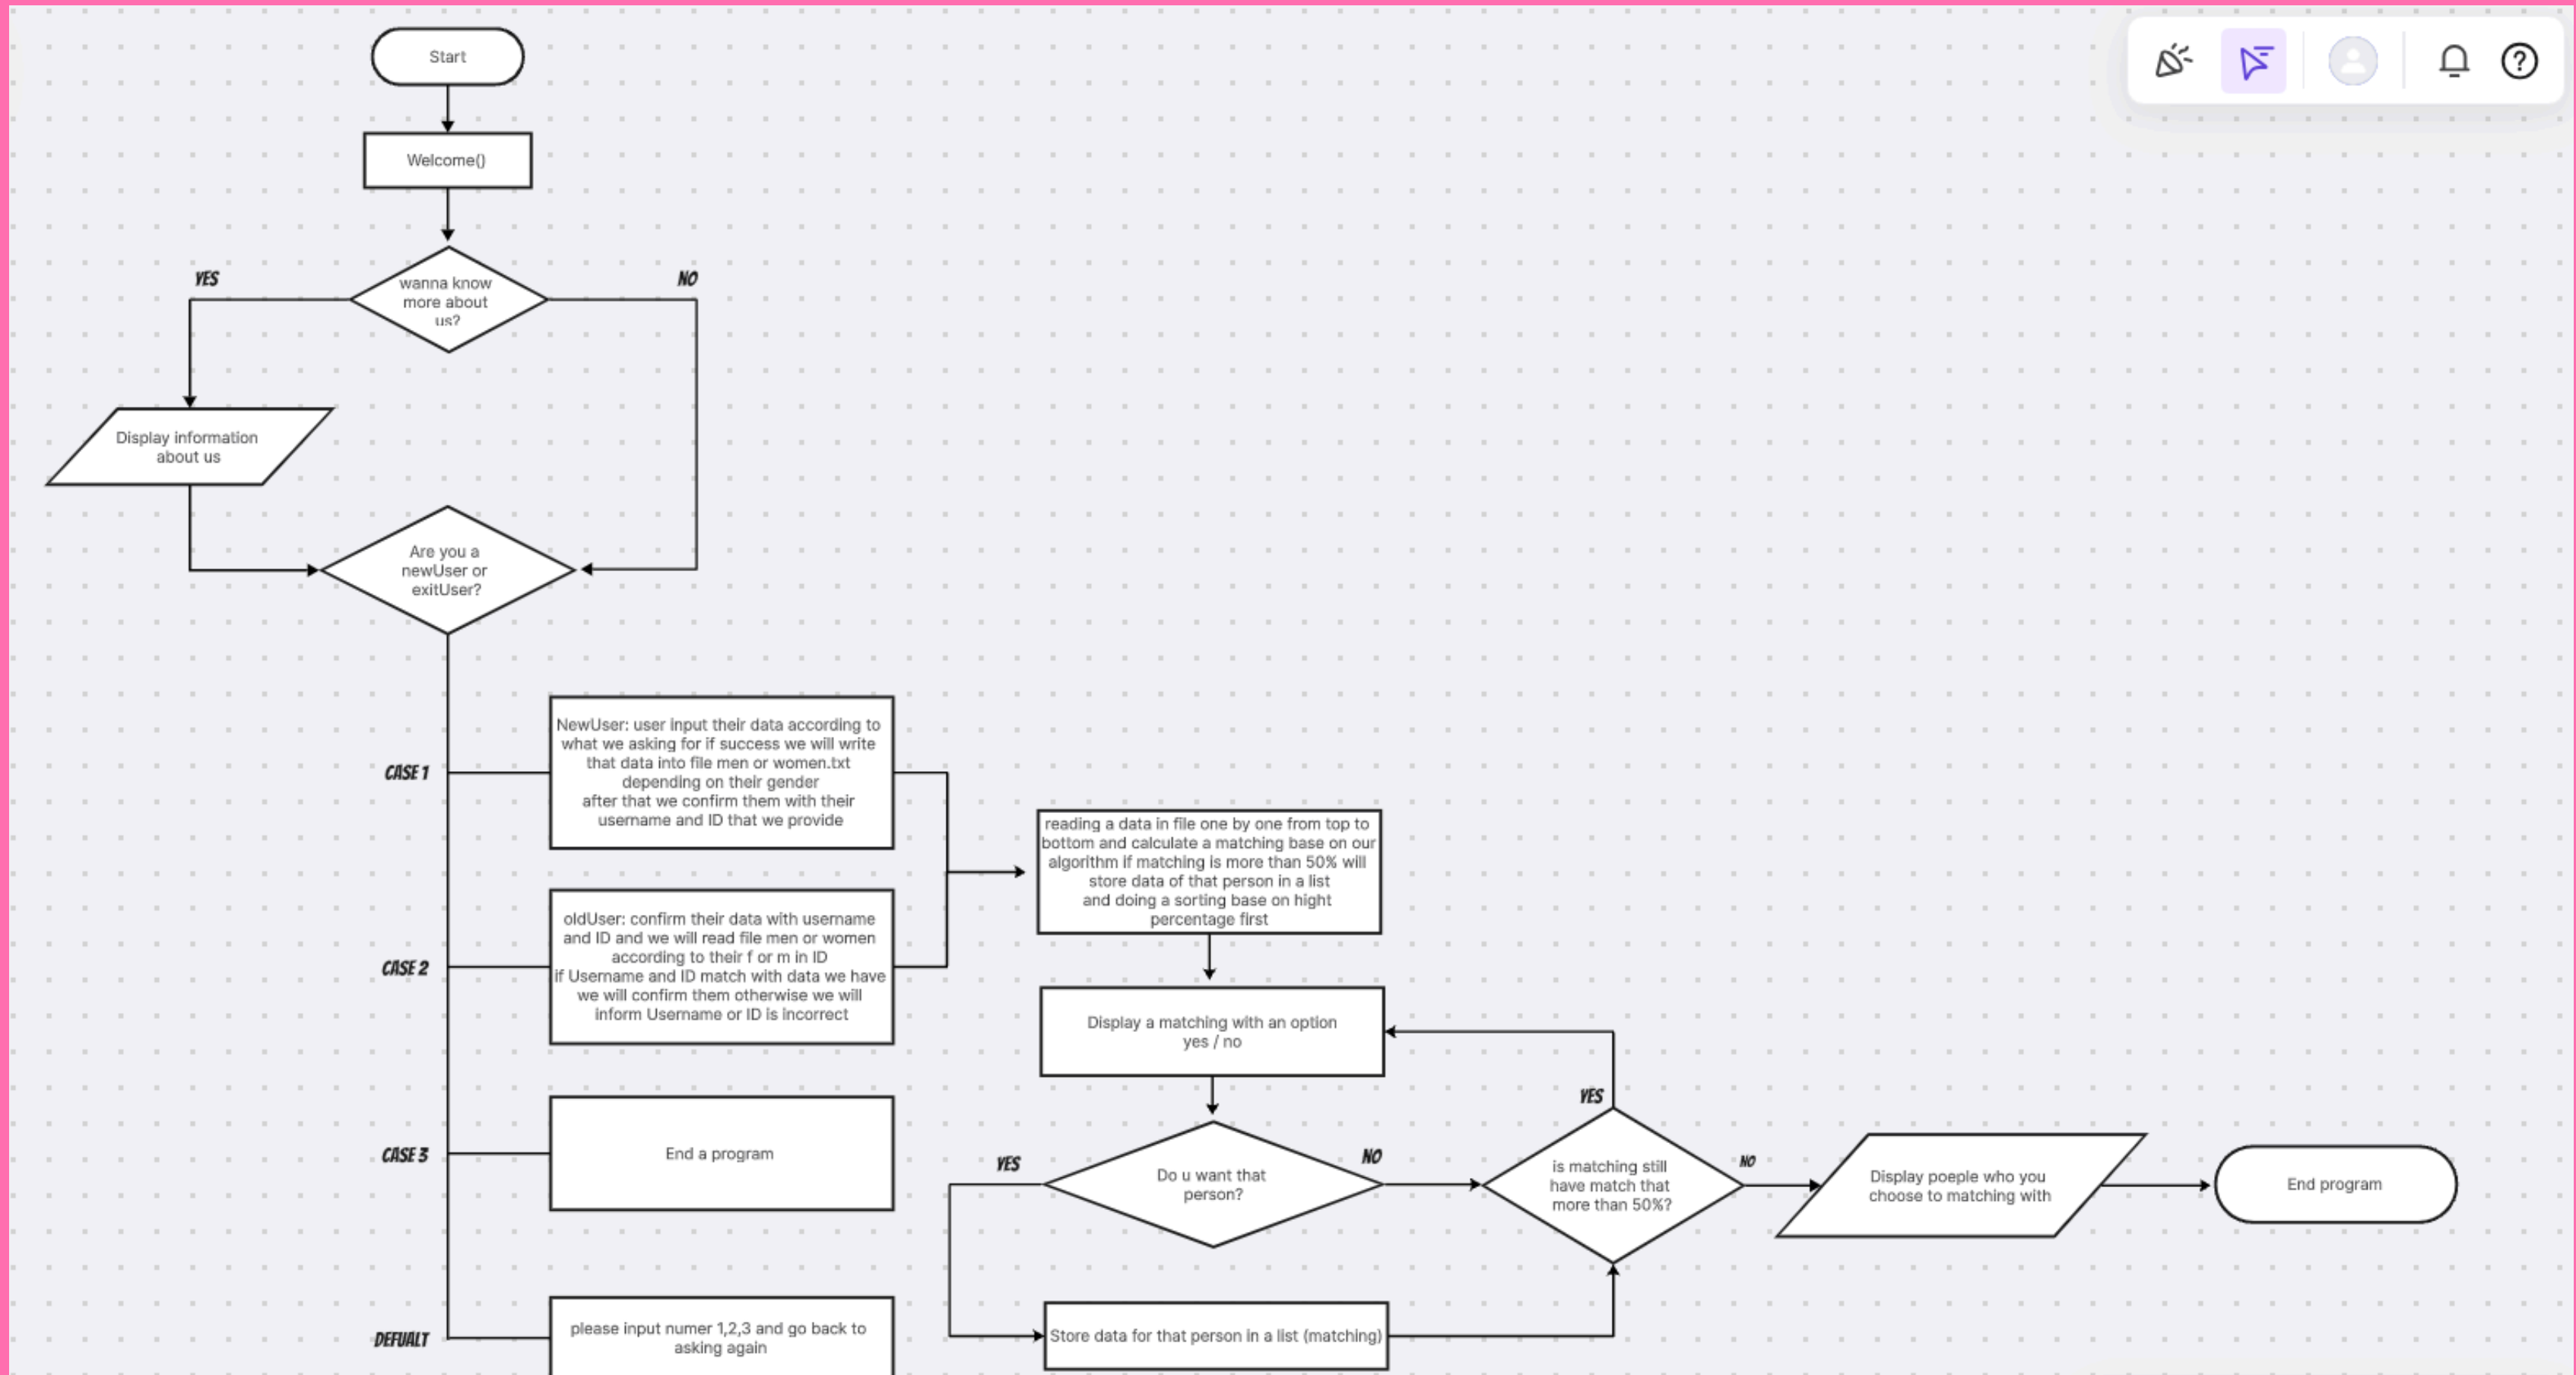 Start
Welcome()
wanna know
more about
us?
YES
NO
Display information
about us
Are you a
newUser or
exitUser?
CASE 1
NewUser: user input their data according to
what we asking for if success we will write
that data into file men or women.txt
depending on their gender
after that we confirm them with their
username and ID that we provide
CASE 2
oldUser: confirm their data with username
and ID and we will read file men or women
according to their f or m in ID
if Username and ID match with data we have
we will confirm them otherwise we will
inform Username or ID is incorrect
CASE 3
End a program
DEFUALT
please input numer 1,2,3 and go back to
asking again
reading a data in file one by one from top to
bottom and calculate a matching base on our
algorithm if matching is more than 50% will
store data of that person in a list
and doing a sorting base on hight
percentage first
Display a matching with an option
yes / no
Do u want that
person?
YES
NO
Store data for that person in a list (matching)
is matching still
have match that
more than 50%?
YES
NO
Display poeple who you
choose to matching with
End program